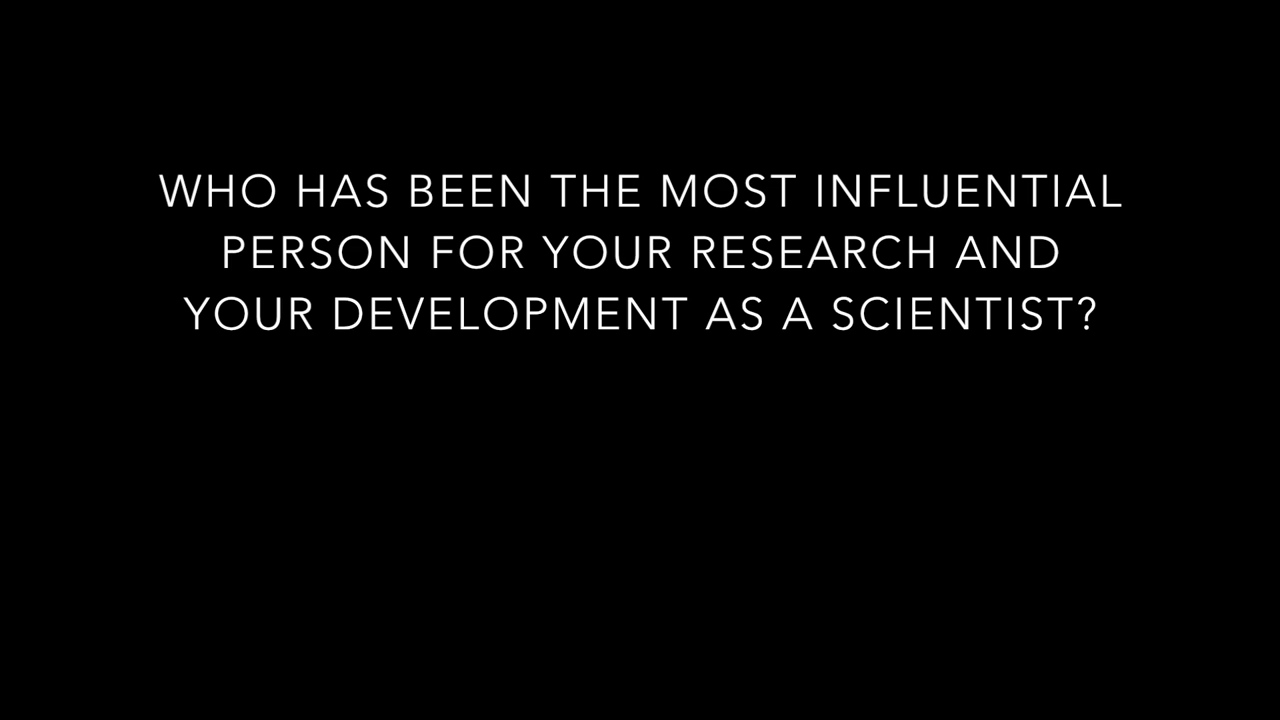 WHO HAS BEEN THE MOST INFLUENTIAL
PERSON FOR YOUR RESEARCH AND
YOUR DEVELOPMENT AS A SCIENTIST?